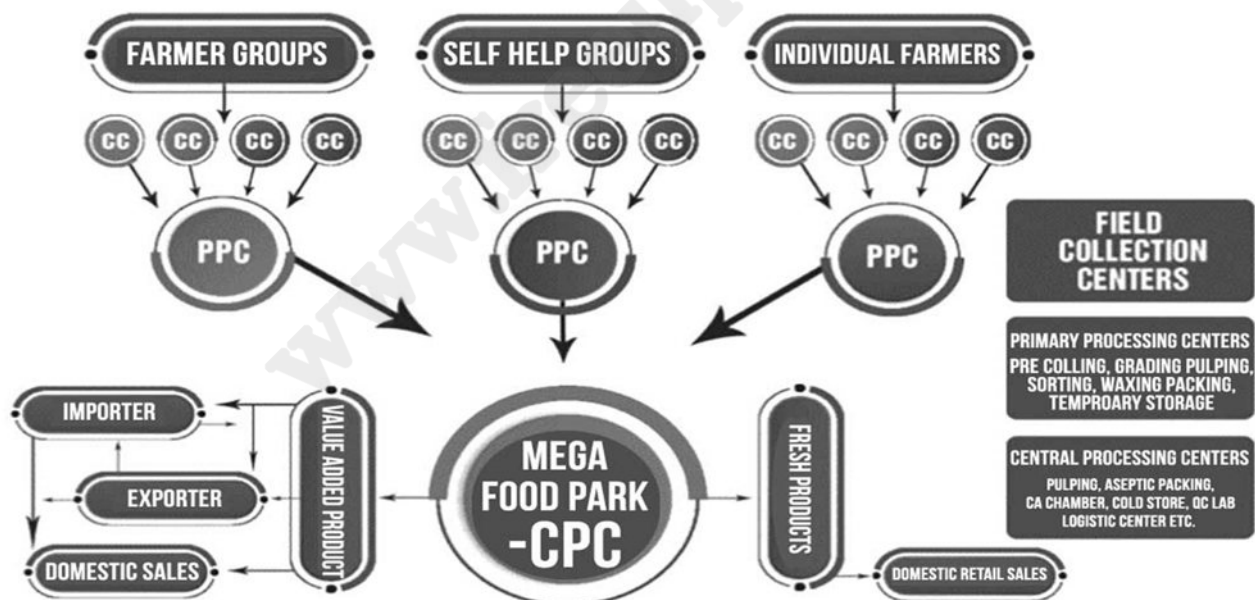 FARMER GROUPS
SELF HELP GROUPS
INDIVIDUAL FARMERS
CC CC CC CC
CC CC CC CC
CC CC CC CC
PPC
PPC
PPC
FIELD
COLLECTION
CENTERS
PRIMARY PROCESSING CENTERS
PRE COLLING, GRADING PULPING,
SORTING, WAXING PACKING,
TEMPROARY STORAGE
CENTRAL PROCESSING CENTERS
PULPING, ASEPTIC PACKING,
CA CHAMBER, COLD STORE, QC LAB
LOGISTIC CENTER ETC.
IMPORTER
EXPORTER
DOMESTIC SALES
VALUE ADDED PRODUCT
MEGA
FOOD PARK
-CPC
FRESH PRODUCTS
DOMESTIC RETAIL SALES